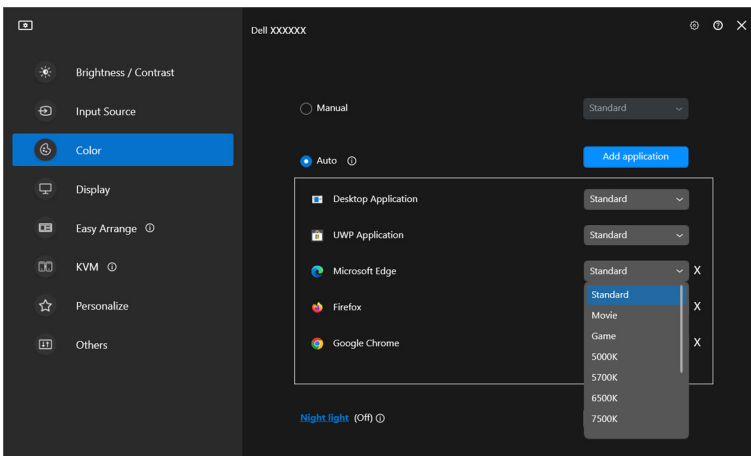 Dell XXXXXX
Brightness / Contrast
Input Source
Color
Display
Easy Arrange
KVM
Personalize
Others
Manual
Standard
Auto
Add application
Desktop Application
Standard
UWP Application
Standard
Microsoft Edge
Standard
X
Firefox
X
Google Chrome
X
Standard
Movie
Game
5000K
5700K
6500K
7500K
Night light (Off)